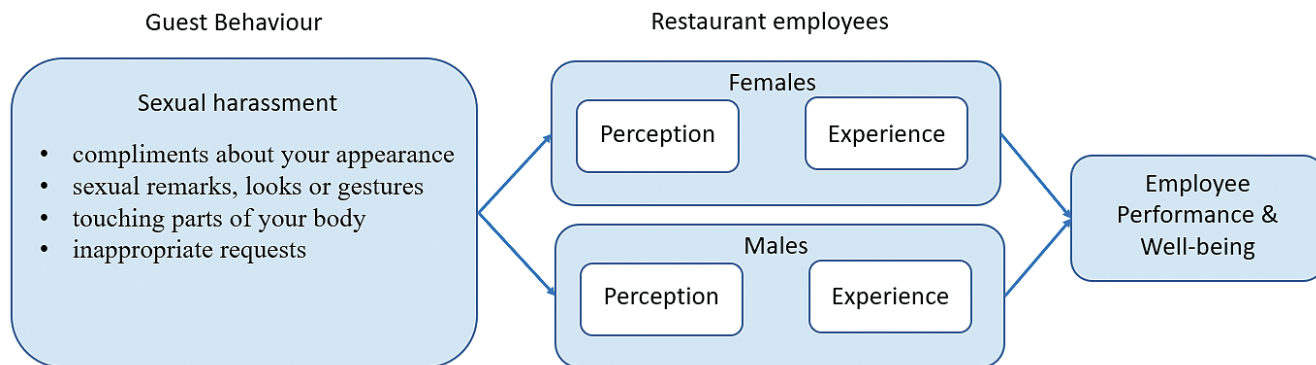 Guest Behaviour
Restaurant employees
Sexual harassment
• compliments about your appearance
• sexual remarks, looks or gestures
• touching parts of your body
• inappropriate requests
Females
Perception
Experience
Males
Perception
Experience
Employee
Performance &
Well-being